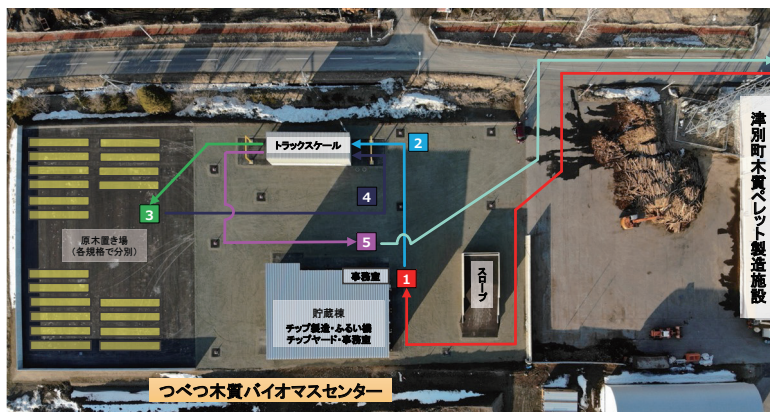 トラックスケール
2
4
3
5
原木置き場
(各規格で分別)
事務室
1
スロープ
貯蔵棟
チップ製造・ふるい機
チップヤード・事務室
津別町木質ペレット製造施設
つべつ木質バイオマスセンター